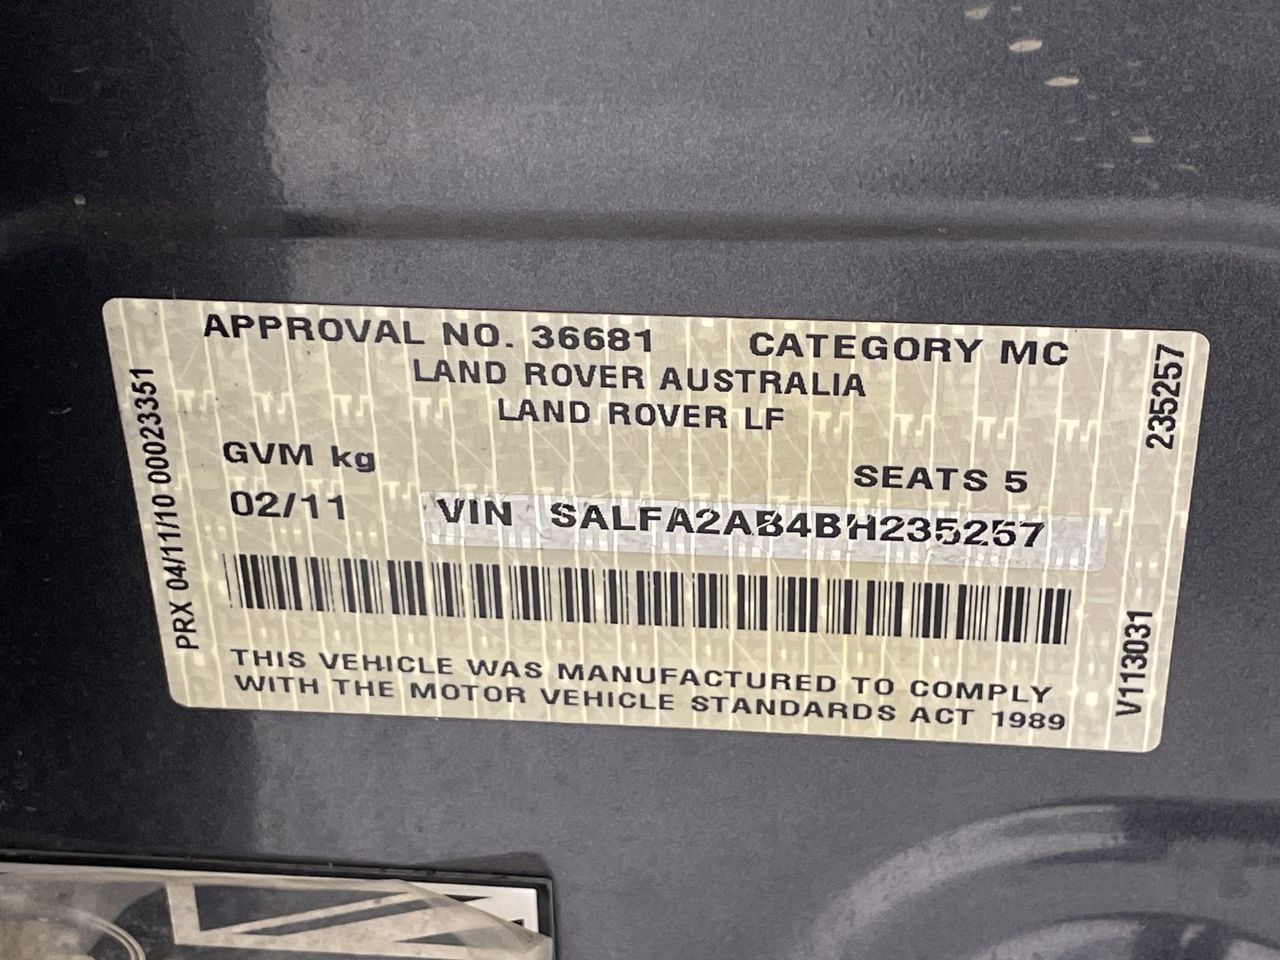 APPROVAL NO. 36681 CATEGORY MC
LAND ROVER AUSTRALIA
LAND ROVER LF
GVM kg
SEATS 5
02/11
VIN SALFA2AB4BH235257
THIS VEHICLE WAS MANUFACTURED TO COMPLY
WITH THE MOTOR VEHICLE STANDARDS ACT 1989
PRX 04/11/10 00023351
235257
V113031